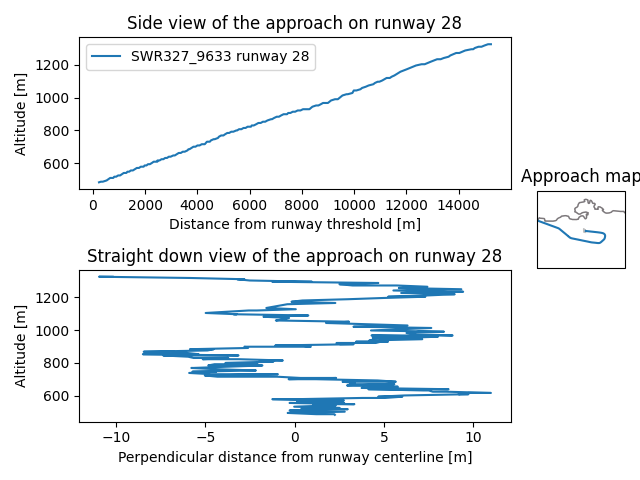 Side view of the approach on runway 28
1200
1000
800
600
Altitude [m]
SWR327_9633 runway 28
0 2000 4000 6000 8000 10000 12000 14000
Distance from runway threshold [m]
Approach map
Straight down view of the approach on runway 28
1200
1000
800
600
Altitude [m]
−10 −5 0 5 10
Perpendicular distance from runway centerline [m]